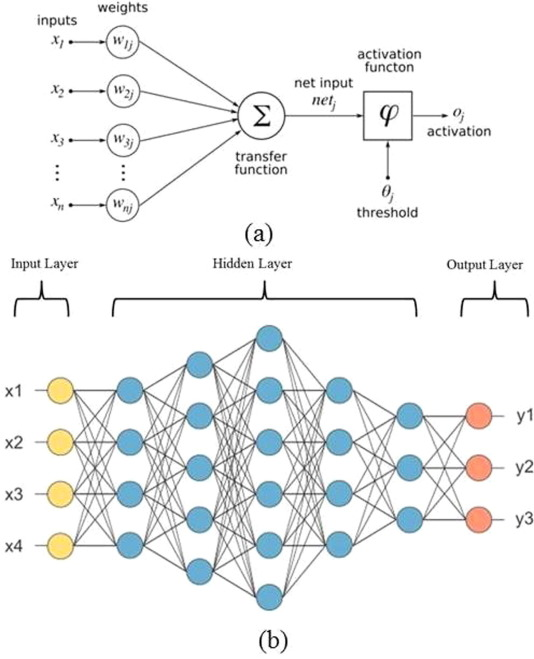 inputs
weights
x1
w1j
x2
w2j
x3
w3j
⋮
⋮
xn
wnj
Σ
transfer
function
net input
netj
activation
functon
φ
oj
activation
θj
threshold
(a)
Input Layer
Hidden Layer
Output Layer
x1
x2
x3
x4
y1
y2
y3
(b)